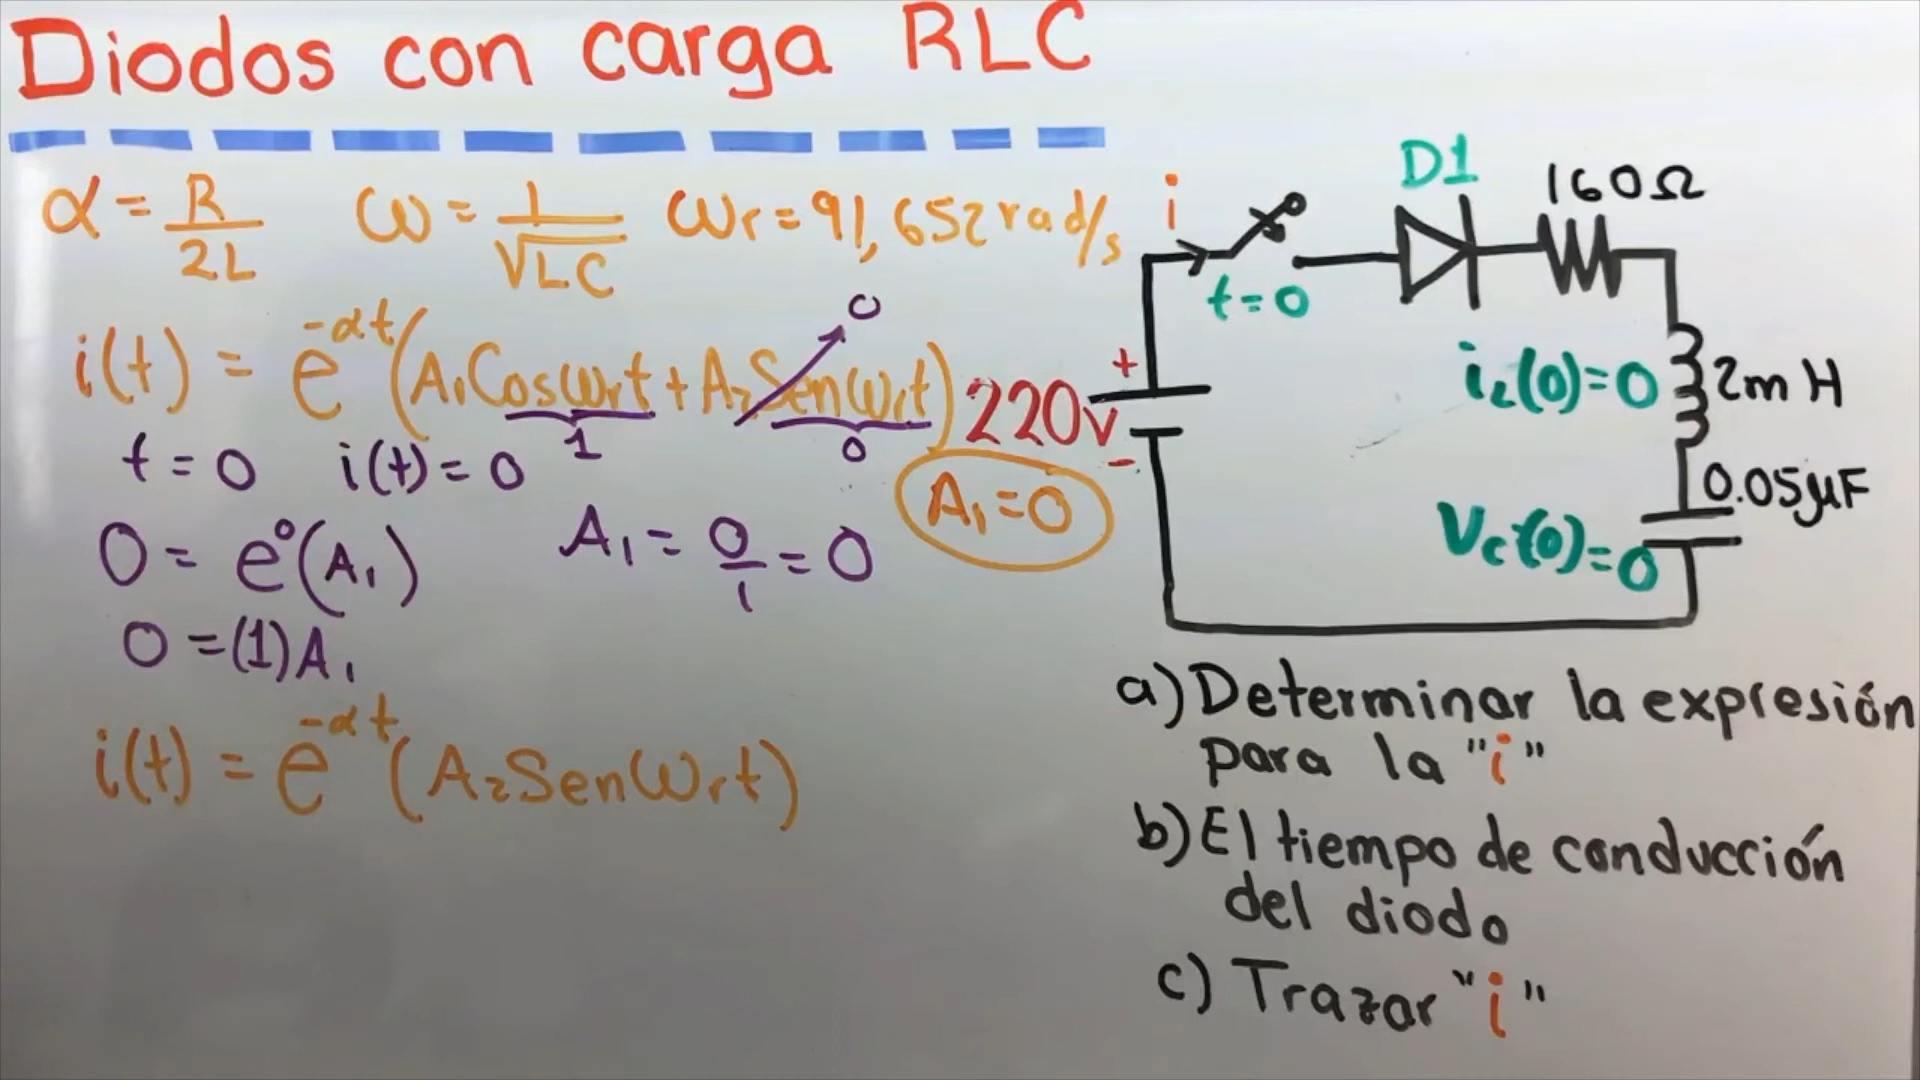 Diodos con carga RLC
α = R/2L   ω = 1/√LC   ωr = 91,652 rad/s
i(t) = e^-αt (A₁Cosωrt + A₂Senωrt)
0
1
0
t = 0   i(t) = 0
A₁ = 0
0 = e⁰(A₁)   A₁ = 0/1 = 0
0 = (1)A₁
i(t) = e^-αt (A₂Senωrt)
i
t = 0
D1
160Ω
+
220v
-
iL(0)=0
2mH
0.05µF
Vc(0)=0
a) Determinar la expresión
para la "i"
b) El tiempo de conducción
del diodo
c) Trazar "i"